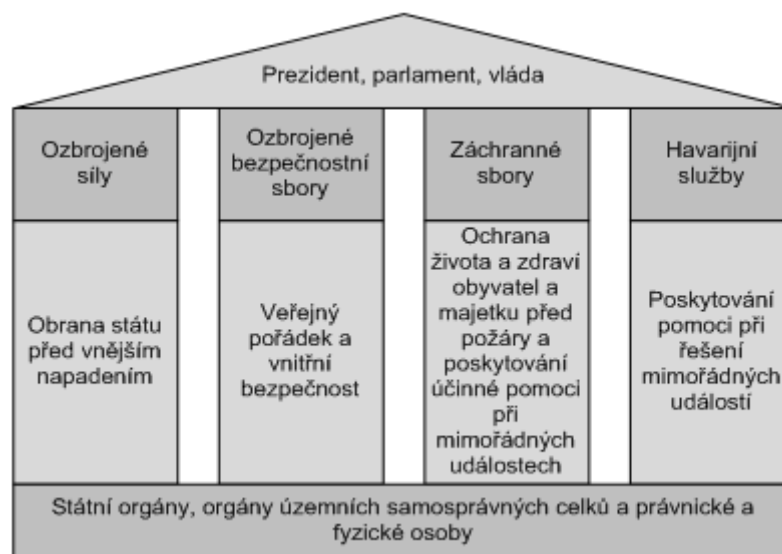 Prezident, parlament, vláda
Ozbrojené
síly
Ozbrojené
bezpečnostní
sbory
Záchranné
sbory
Havarijní
služby
Obrana státu
před vnějším
napadením
Veřejný
pořádek a
vnitřní
bezpečnost
Ochrana
života a zdraví
obyvatel a
majetku před
požáry a
poskytování
účinné pomoci
při
mimořádných
událostech
Poskytování
pomoci při
řešení
mimořádných
událostí
Státní orgány, orgány územních samosprávných celků a právnické a
fyzické osoby